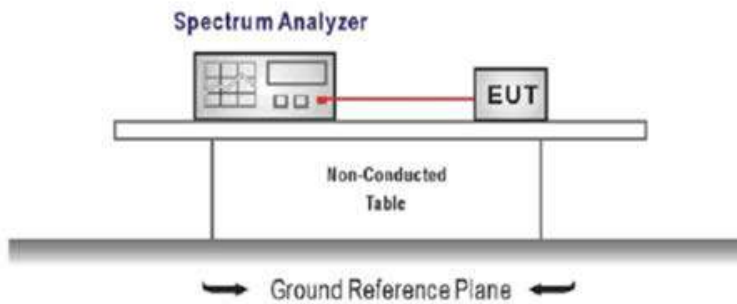 Spectrum Analyzer
EUT
Non-Conducted
Table
Ground Reference Plane